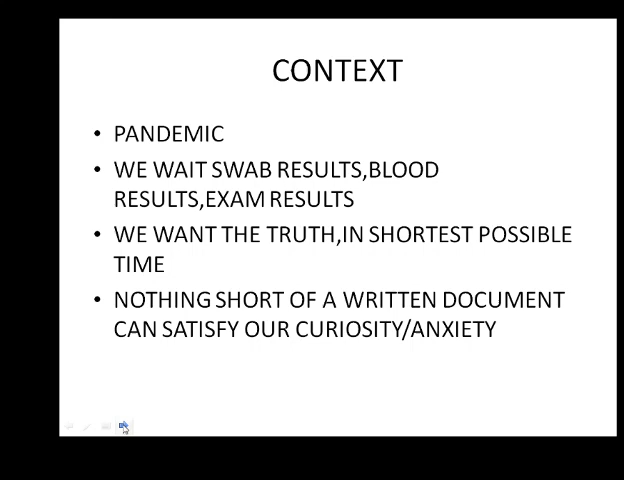 CONTEXT
• PANDEMIC
• WE WAIT SWAB RESULTS,BLOOD
RESULTS,EXAM RESULTS
• WE WANT THE TRUTH,IN SHORTEST POSSIBLE
TIME
• NOTHING SHORT OF A WRITTEN DOCUMENT
CAN SATISFY OUR CURIOSITY/ANXIETY